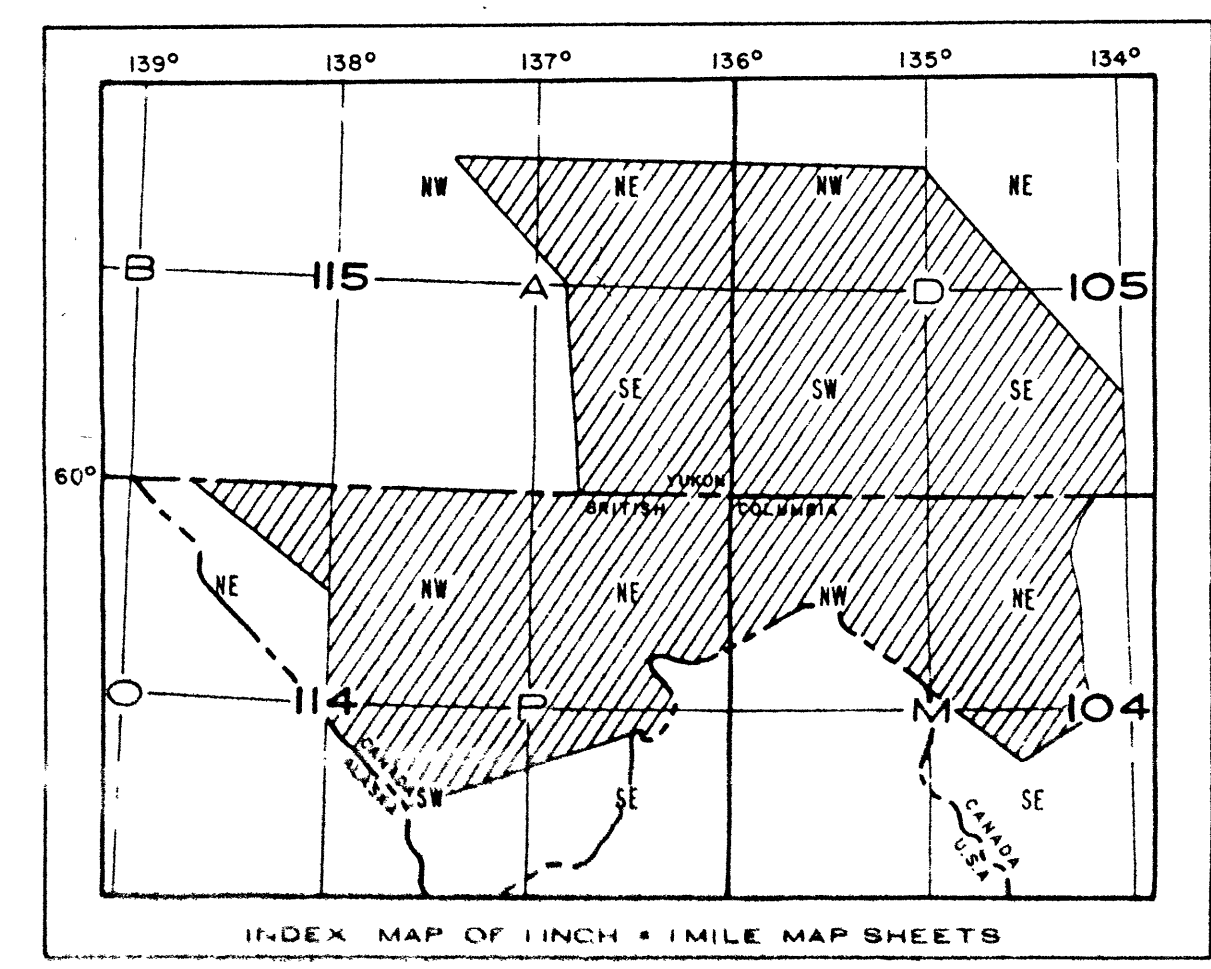 139° 138° 137° 136° 135° 134°
NW NE NW NE
B 115 A D 105
SE SW SE
60°
YUKON
BRITISH COLUMBIA
NE NW NE NW NE
O 114 P M 104
CANADA
ALASKA
SW SE SE
CANADA
U.S.A
INDEX MAP OF 1 INCH = 1 MILE MAP SHEETS